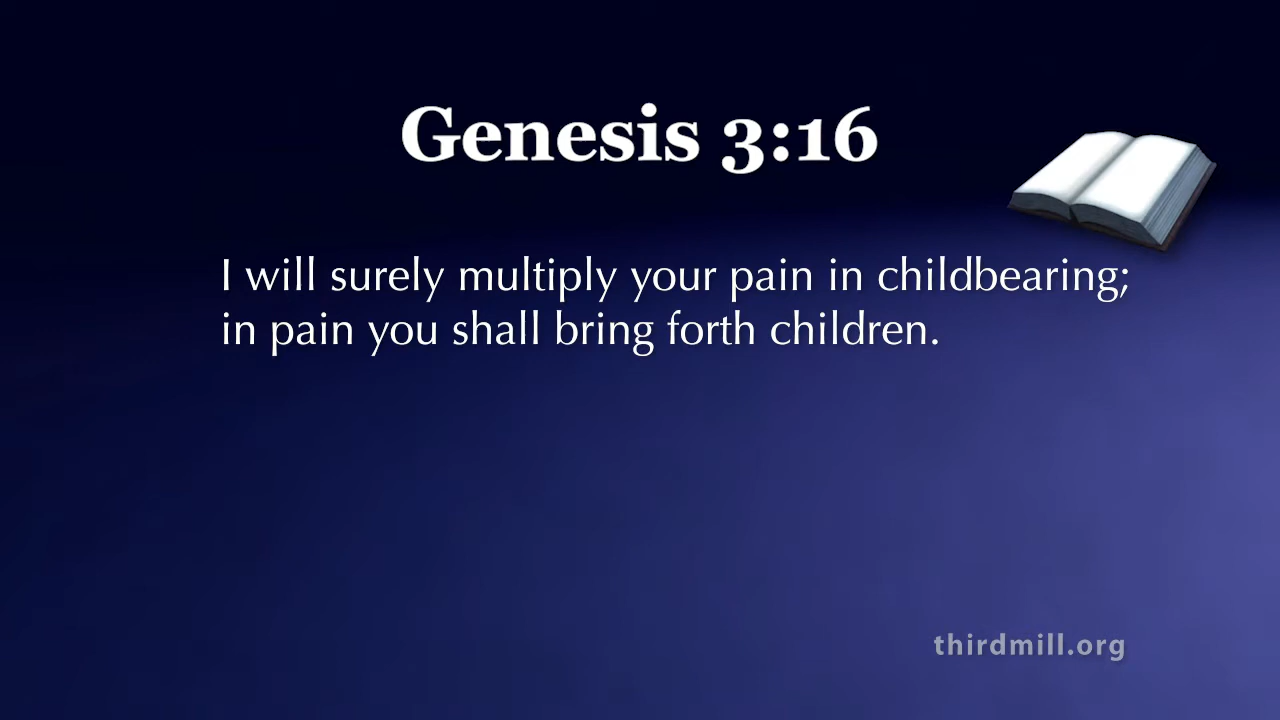 Genesis 3:16
I will surely multiply your pain in childbearing;
in pain you shall bring forth children.
thirdmill.org